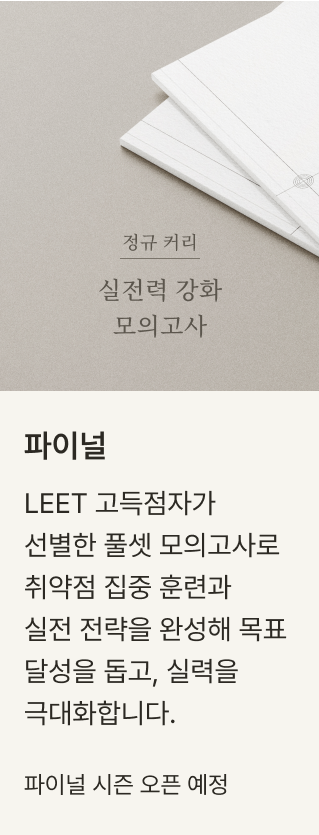 정규 커리
실전력 강화
모의고사
파이널
LEET 고득점자가
선별한 풀셋 모의고사로
취약점 집중 훈련과
실전 전략을 완성해 목표
달성을 돕고, 실력을
극대화합니다.
파이널 시즌 오픈 예정